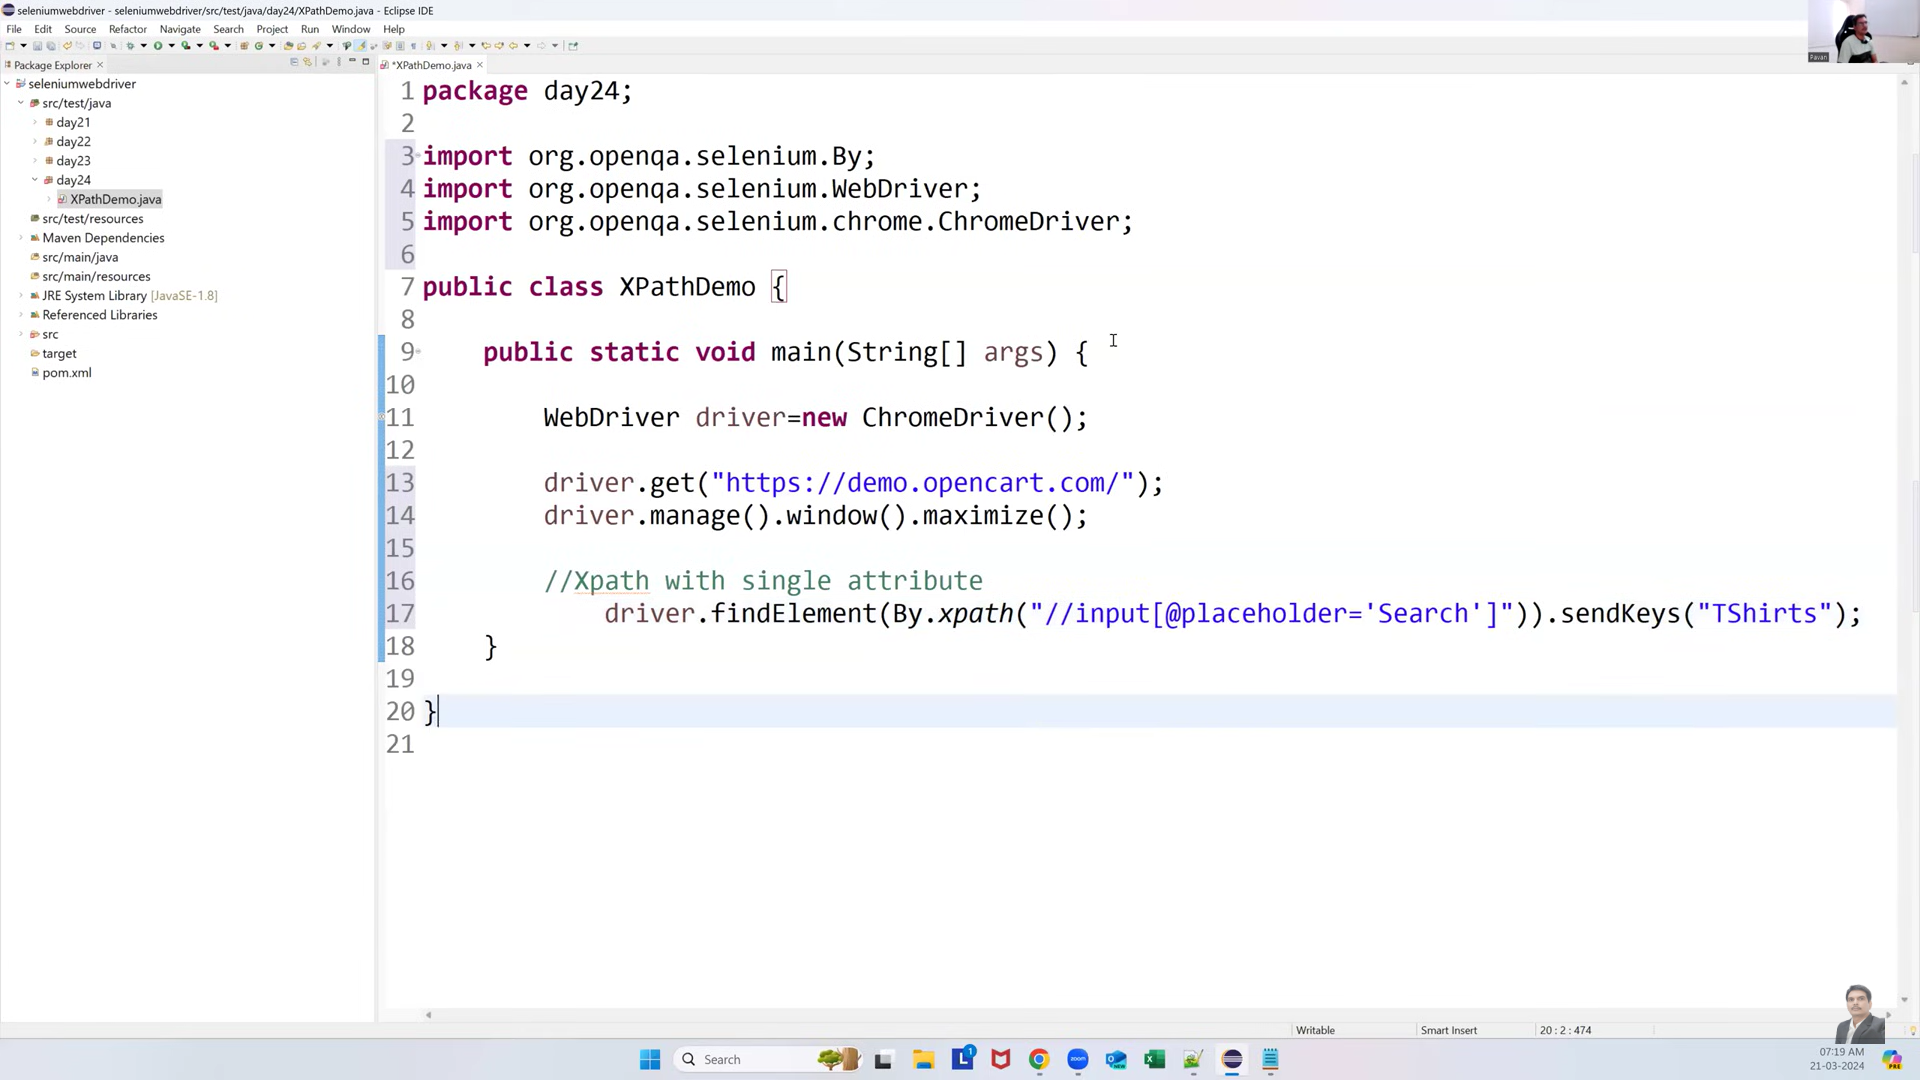 seleniumwebdriver - seleniumwebdriver/src/test/java/day24/XPathDemo.java - Eclipse IDE
File Edit Source Refactor Navigate Search Project Run Window Help
Package Explorer
seleniumwebdriver
src/test/java
day21
day22
day23
day24
XPathDemo.java
src/test/resources
Maven Dependencies
src/main/java
src/main/resources
JRE System Library [JavaSE-1.8]
Referenced Libraries
src
target
pom.xml
*XPathDemo.java
1 package day24;
2
3 import org.openqa.selenium.By;
4 import org.openqa.selenium.WebDriver;
5 import org.openqa.selenium.chrome.ChromeDriver;
6
7 public class XPathDemo {
8
9 public static void main(String[] args) {
10
11 WebDriver driver=new ChromeDriver();
12
13 driver.get("https://demo.opencart.com/");
14 driver.manage().window().maximize();
15
16 //Xpath with single attribute
17 driver.findElement(By.xpath("//input[@placeholder='Search']")).sendKeys("TShirts");
18 }
19
20 }
21
Pavan
Writable Smart Insert 20 : 2 : 474
Search
L 1
zoom
NEW
07:19 AM
21-03-2024
PRE